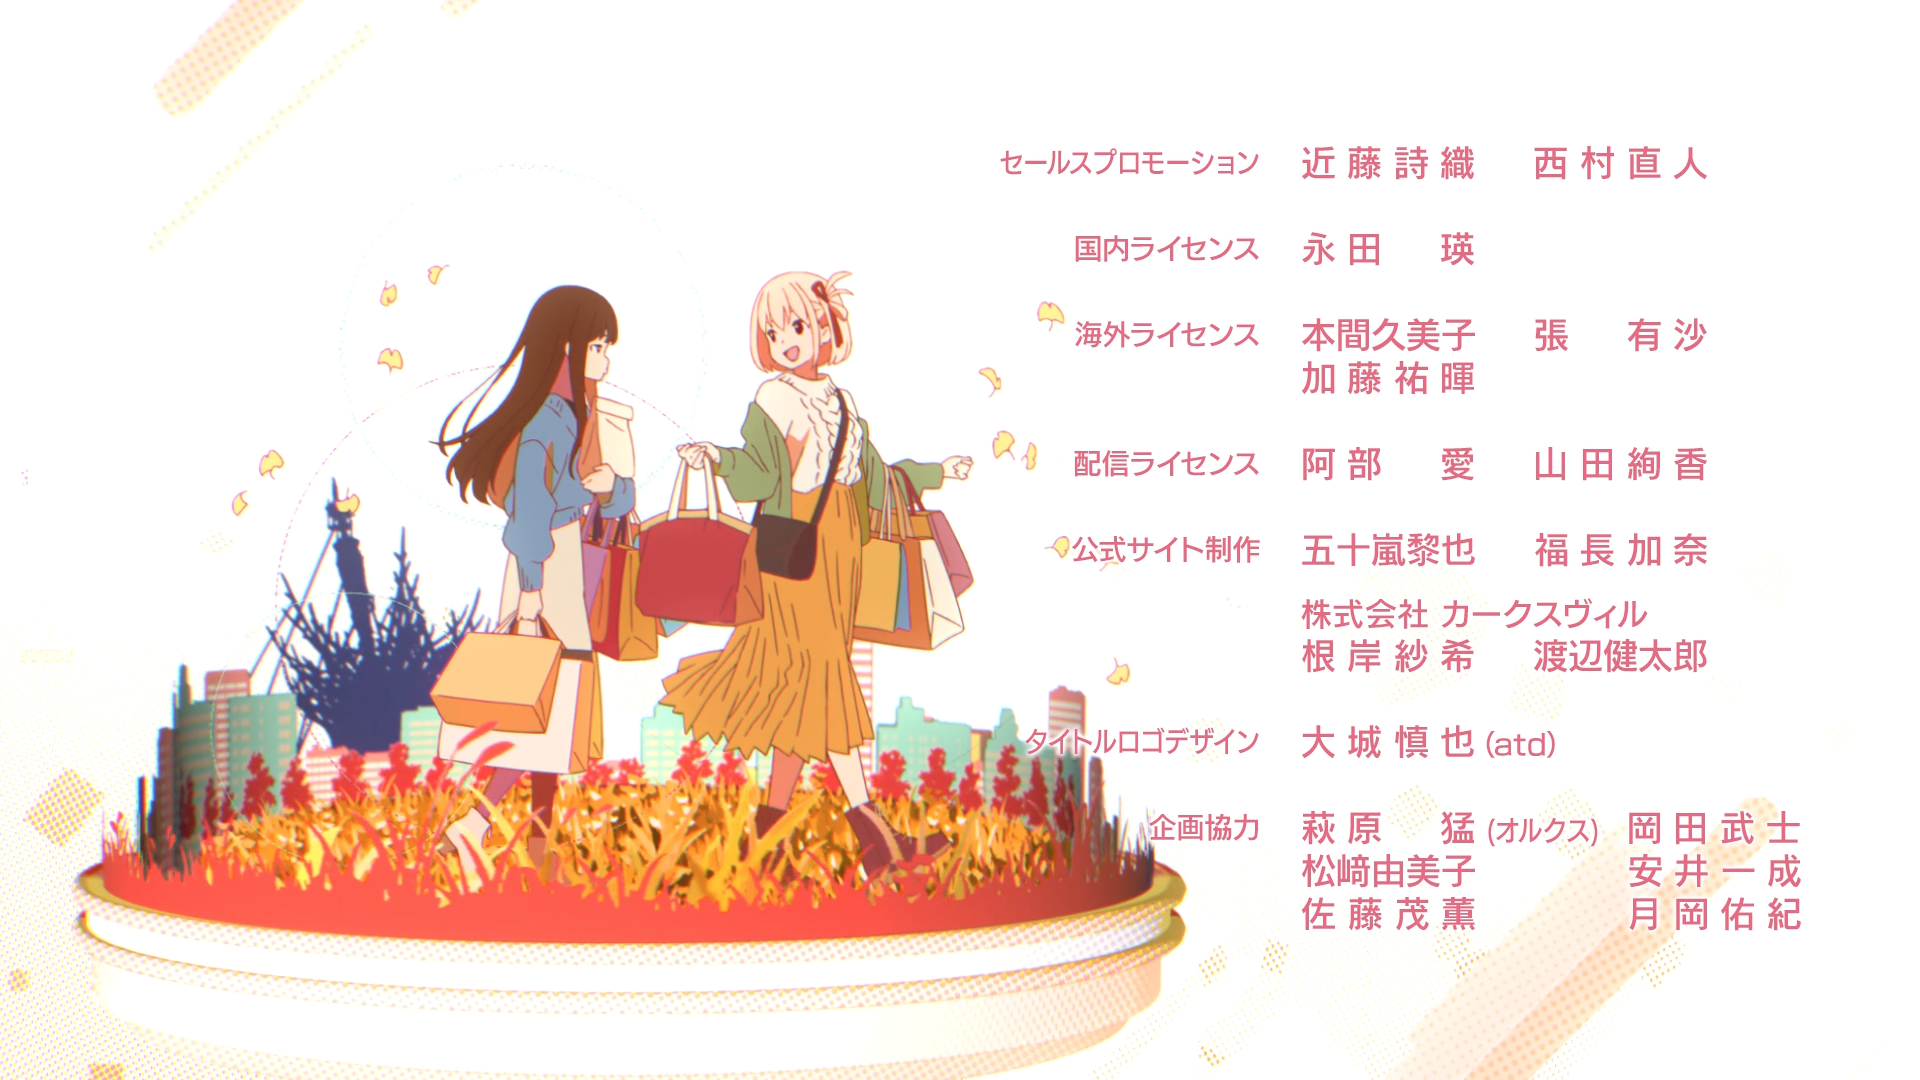 セールスプロモーション 近藤詩織 西村直人
国内ライセンス 永田 瑛
海外ライセンス 本間久美子 張 有沙
加藤祐暉
配信ライセンス 阿部 愛 山田絢香
公式サイト制作 五十嵐黎也 福長加奈
株式会社 カークスヴィル
根岸紗希 渡辺健太郎
タイトルロゴデザイン 大城慎也(atd)
企画協力 萩原 猛(オルクス) 岡田武士
松﨑由美子 安井一成
佐藤茂薫 月岡佑紀